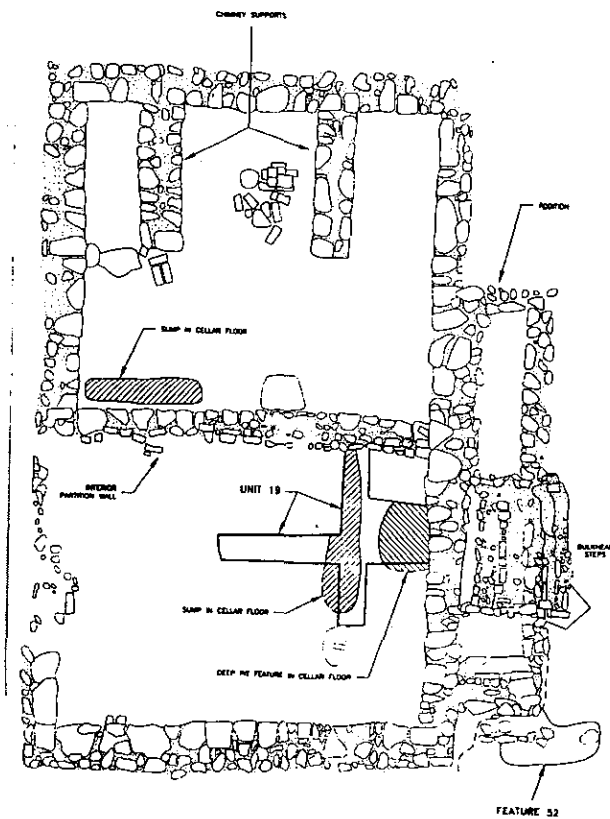 CHIMNEY SUPPORTS
ADDITION
SUMP IN CELLAR FLOOR
INTERIOR
PARTITION WALL
UNIT 19
BULKHEAD
STEPS
SUMP IN CELLAR FLOOR
DEEP PIT FEATURE IN CELLAR FLOOR
FEATURE 52